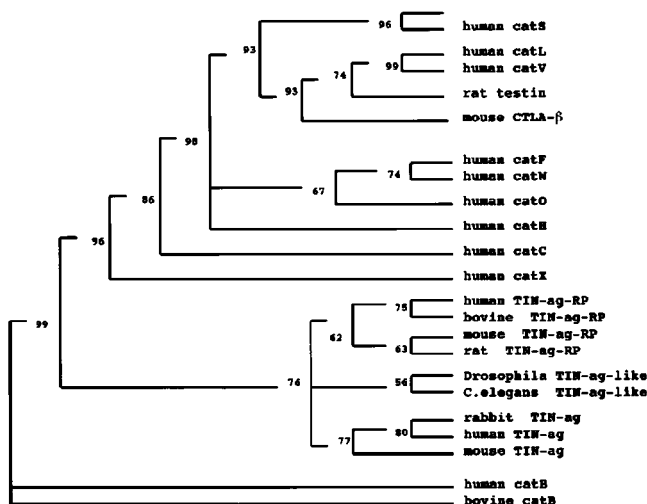 96
human catS
93
human catL
99
human catV
74
rat testin
93
mouse CTLA-β
98
human catF
74
human catW
67
human catO
86
human catH
96
human catC
human catX
99
75
human TIN-ag-RP
bovine TIN-ag-RP
62
mouse TIN-ag-RP
63
rat TIN-ag-RP
76
56
Drosophila TIN-ag-like
C.elegans TIN-ag-like
rabbit TIN-ag
80
human TIN-ag
77
mouse TIN-ag
human catB
bovine catB